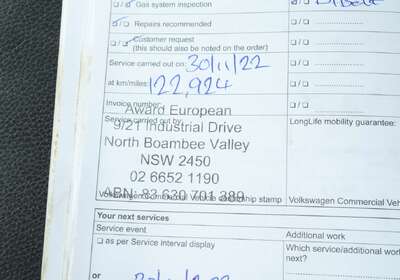 Gas system inspection
Repairs recommended
Customer request
(this should also be noted on the order)
Service carried out on: 30/11/22
at km/miles: 122,924
Invoice number:
Award European
Service carried out by:
9/21 Industrial Drive
LongLife mobility guarantee:
North Boambee Valley
NSW 2450
02 6652 1190
ABN: 83 630 701 389
Volkswagen Commercial Vehicle dealership stamp
Volkswagen Commercial
Your next services
Service event
Additional work
as per Service interval display
Which service/additional work
next?
or